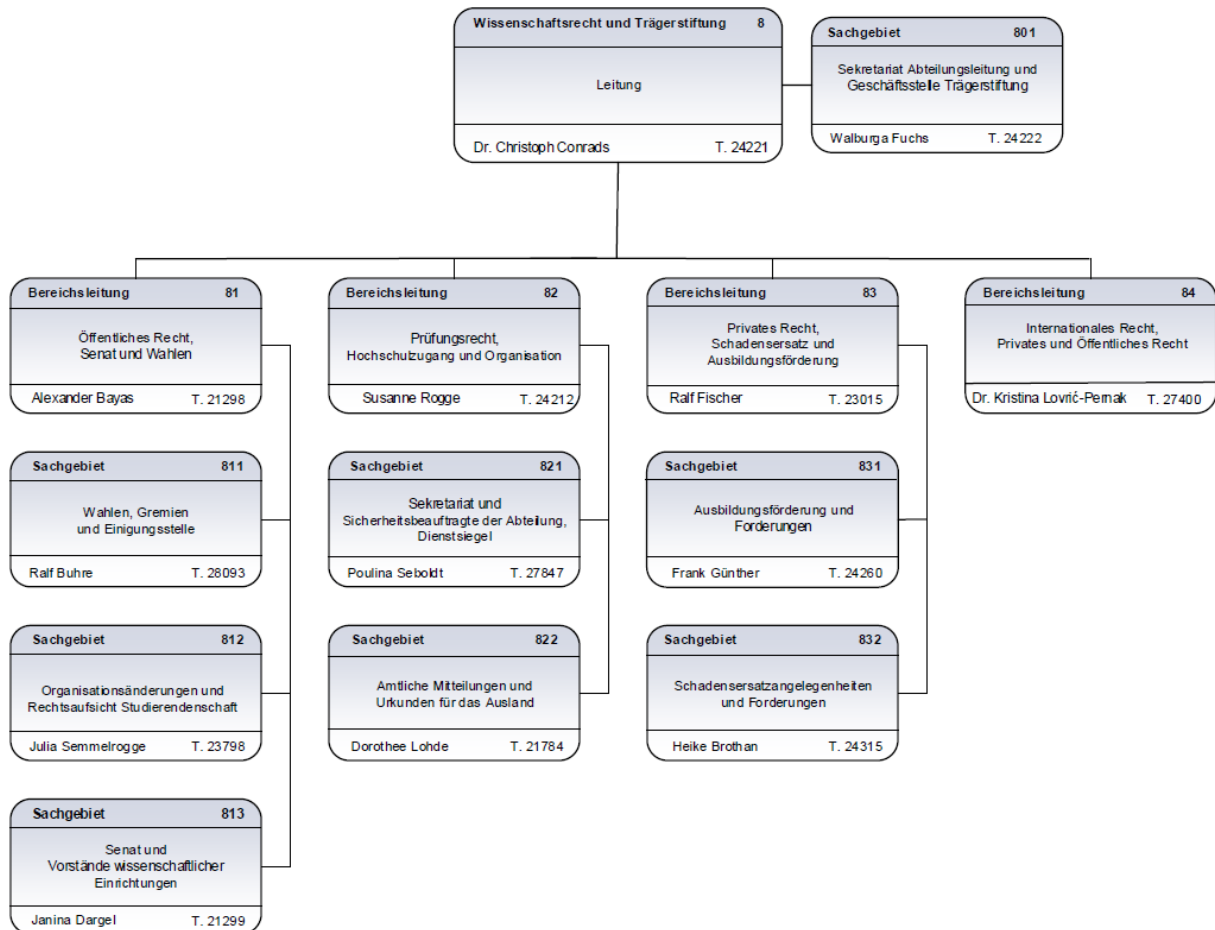 Wissenschaftsrecht und Trägerstiftung 8
Leitung
Dr. Christoph Conrads T. 24221
Sachgebiet 801
Sekretariat Abteilungsleitung und
Geschäftsstelle Trägerstiftung
Walburga Fuchs T. 24222
Bereichsleitung 81
Öffentliches Recht,
Senat und Wahlen
Alexander Bayas T. 21298
Bereichsleitung 82
Prüfungsrecht,
Hochschulzugang und Organisation
Susanne Rogge T. 24212
Bereichsleitung 83
Privates Recht,
Schadensersatz und
Ausbildungsförderung
Ralf Fischer T. 23015
Bereichsleitung 84
Internationales Recht,
Privates und Öffentliches Recht
Dr. Kristina Lovrić-Pernak T. 27400
Sachgebiet 811
Wahlen, Gremien
und Einigungsstelle
Ralf Buhre T. 28093
Sachgebiet 821
Sekretariat und
Sicherheitsbeauftragte der Abteilung,
Dienstsiegel
Poulina Seboldt T. 27847
Sachgebiet 831
Ausbildungsförderung und
Forderungen
Frank Günther T. 24260
Sachgebiet 812
Organisationsänderungen und
Rechtsaufsicht Studierendenschaft
Julia Semmelrogge T. 23798
Sachgebiet 822
Amtliche Mitteilungen und
Urkunden für das Ausland
Dorothee Lohde T. 21784
Sachgebiet 832
Schadensersatzangelegenheiten
und Forderungen
Heike Brothan T. 24315
Sachgebiet 813
Senat und
Vorstände wissenschaftlicher
Einrichtungen
Janina Dargel T. 21299